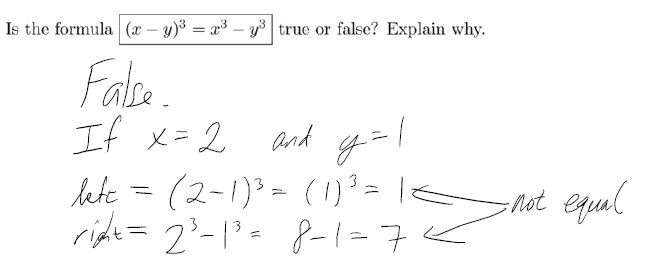 Is the formula (x − y)³ = x³ − y³ true or false? Explain why.
False.
If x = 2 and y = 1
left = (2-1)³ = (1)³ = 1
not equal
right = 2³-1³ = 8-1 = 7